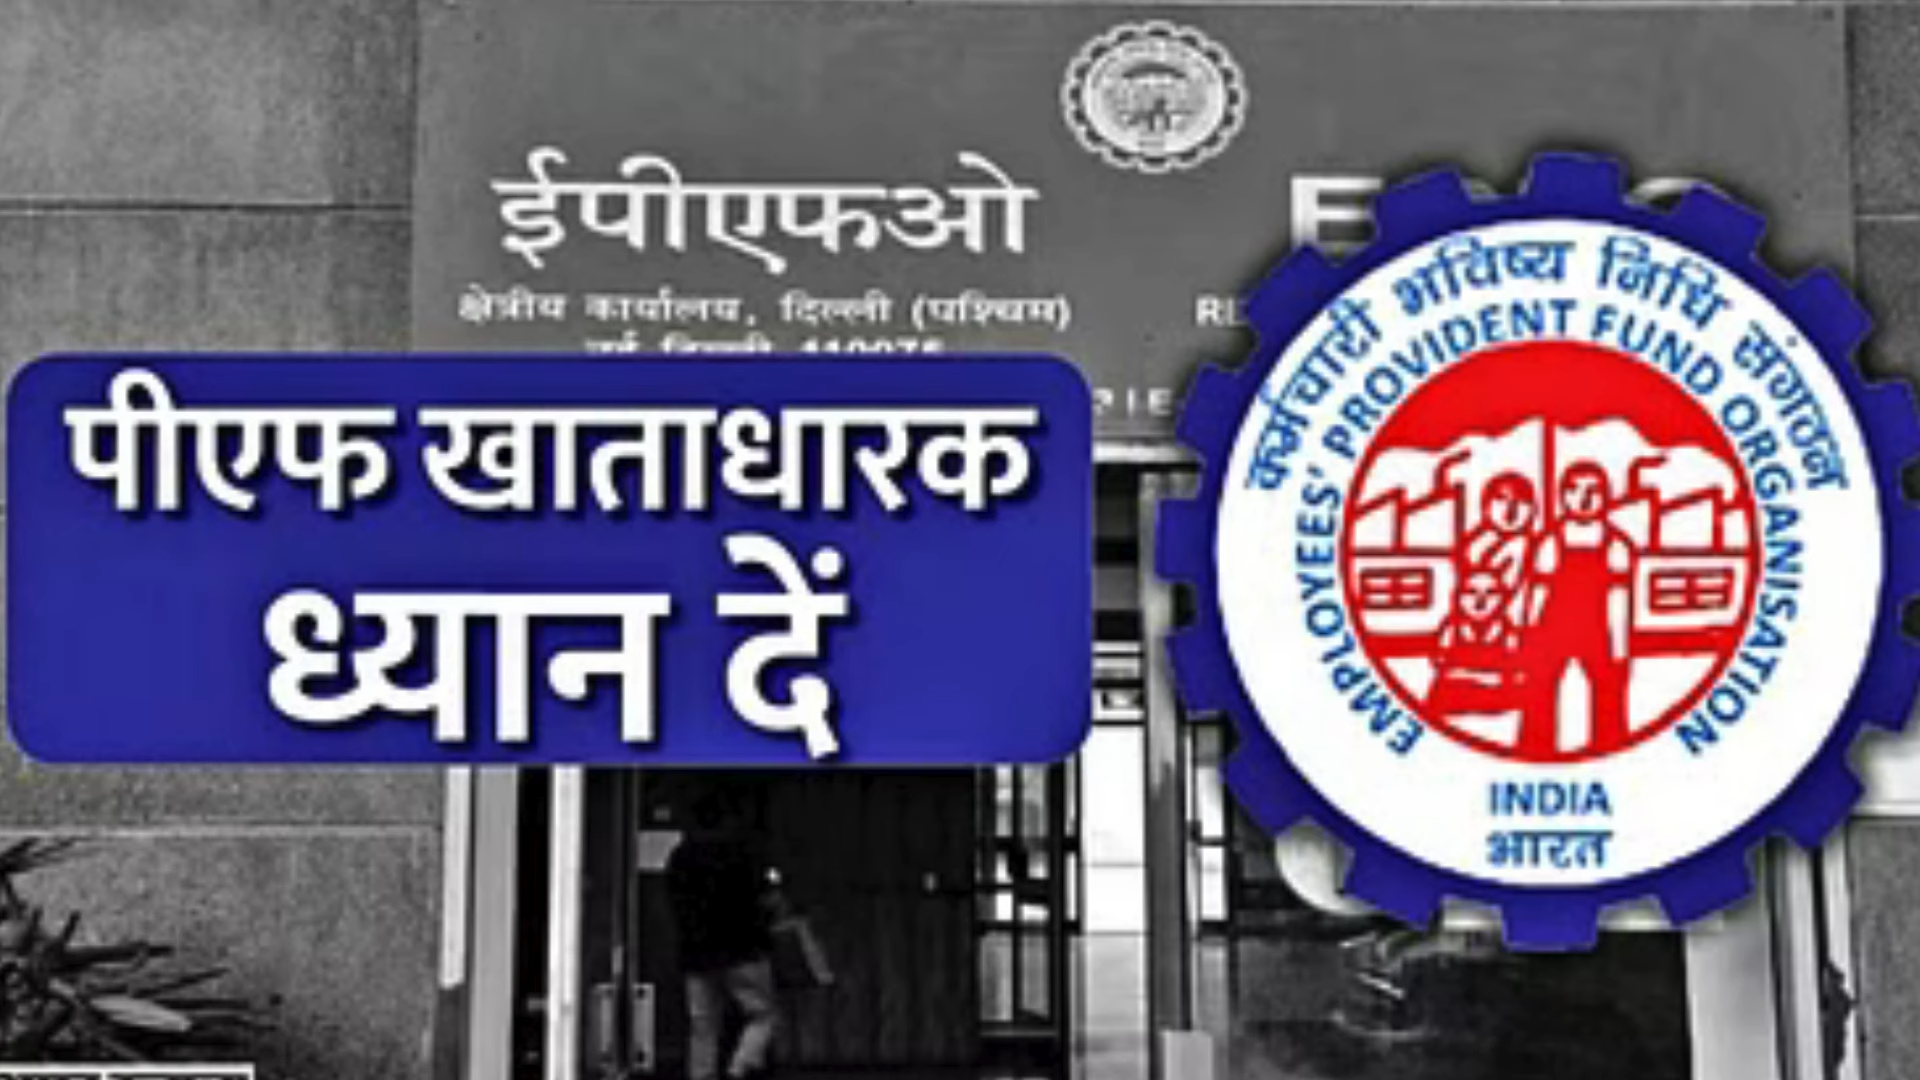 ईपीएफओ
क्षेत्रीय कार्यालय, दिल्ली (पश्चिम)
पीएफ खाताधारक
ध्यान दें
कर्मचारी भविष्य निधि संगठन
EMPLOYEES' PROVIDENT FUND ORGANISATION
INDIA
भारत